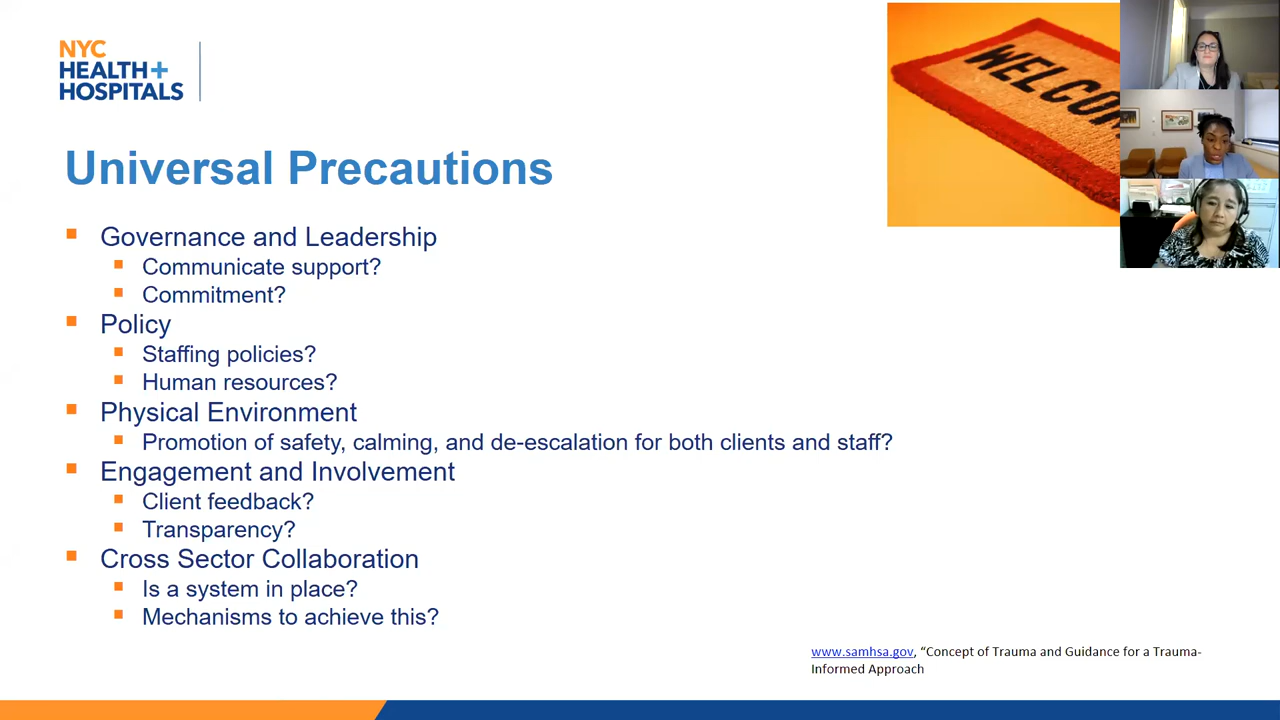 NYC
HEALTH+
HOSPITALS
WELCOM
Universal Precautions
Governance and Leadership
Communicate support?
Commitment?
Policy
Staffing policies?
Human resources?
Physical Environment
Promotion of safety, calming, and de-escalation for both clients and staff?
Engagement and Involvement
Client feedback?
Transparency?
Cross Sector Collaboration
Is a system in place?
Mechanisms to achieve this?
www.samhsa.gov, “Concept of Trauma and Guidance for a Trauma-
Informed Approach